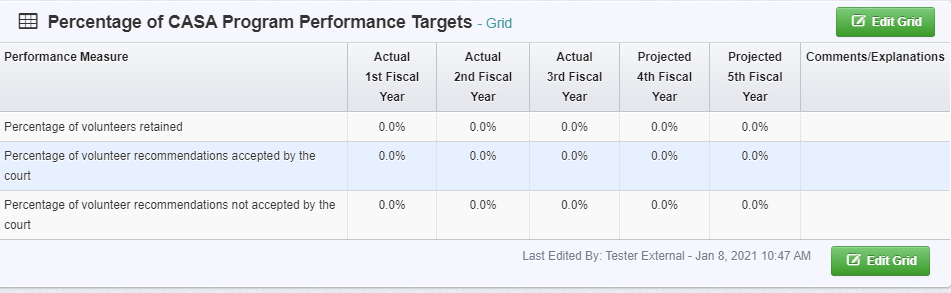 Percentage of CASA Program Performance Targets - Grid
Edit Grid
Performance Measure
Actual 1st Fiscal Year
Actual 2nd Fiscal Year
Actual 3rd Fiscal Year
Projected 4th Fiscal Year
Projected 5th Fiscal Year
Comments/Explanations
Percentage of volunteers retained 0.0% 0.0% 0.0% 0.0% 0.0%
Percentage of volunteer recommendations accepted by the
court
0.0% 0.0% 0.0% 0.0% 0.0%
Percentage of volunteer recommendations not accepted by the
court
0.0% 0.0% 0.0% 0.0% 0.0%
Last Edited By: Tester External - Jan 8, 2021 10:47 AM
Edit Grid